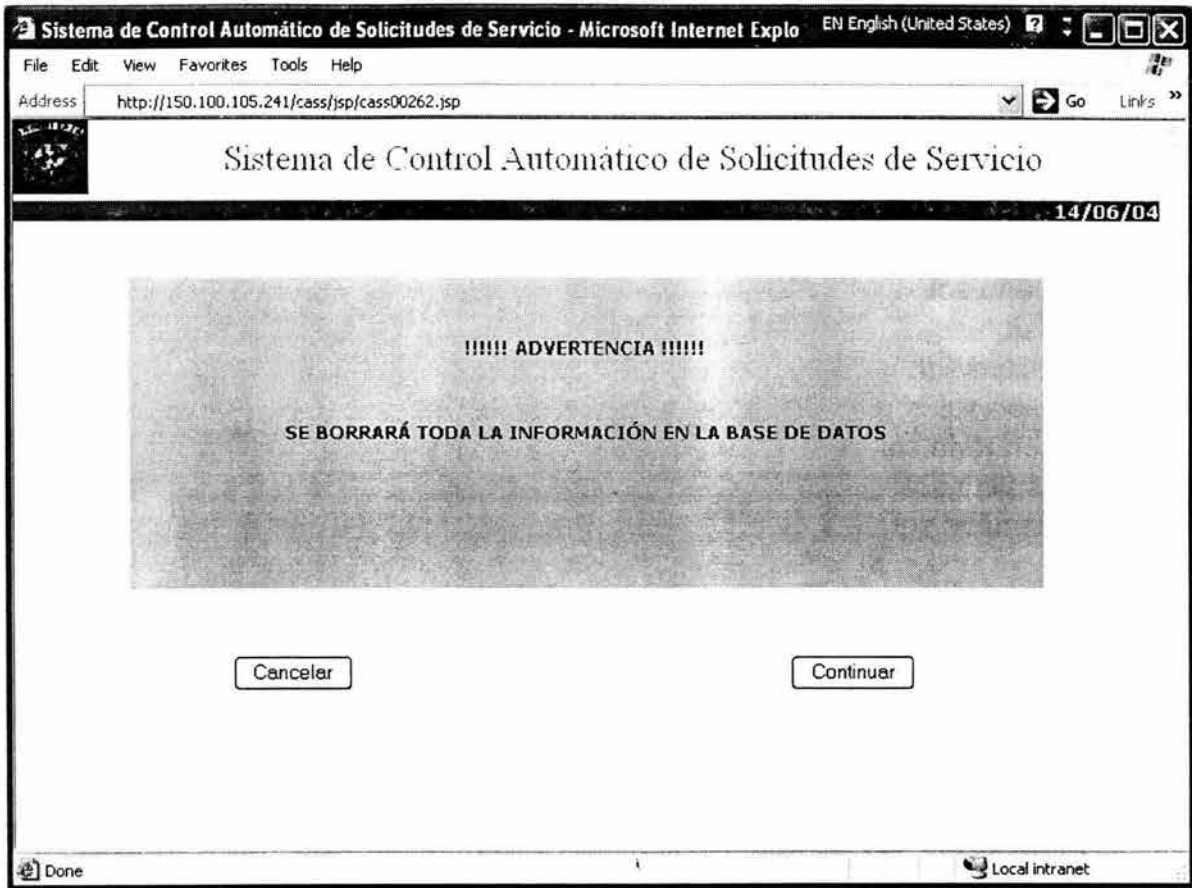 Sistema de Control Automático de Solicitudes de Servicio - Microsoft Internet Explo EN English (United States)
File Edit View Favorites Tools Help
Address http://150.100.105.241/cass/jsp/cass00262.jsp Go Links »
Sistema de Control Automático de Solicitudes de Servicio
14/06/04
!!!!!! ADVERTENCIA !!!!!!
SE BORRARÁ TODA LA INFORMACIÓN EN LA BASE DE DATOS
Cancelar Continuar
Done Local intranet